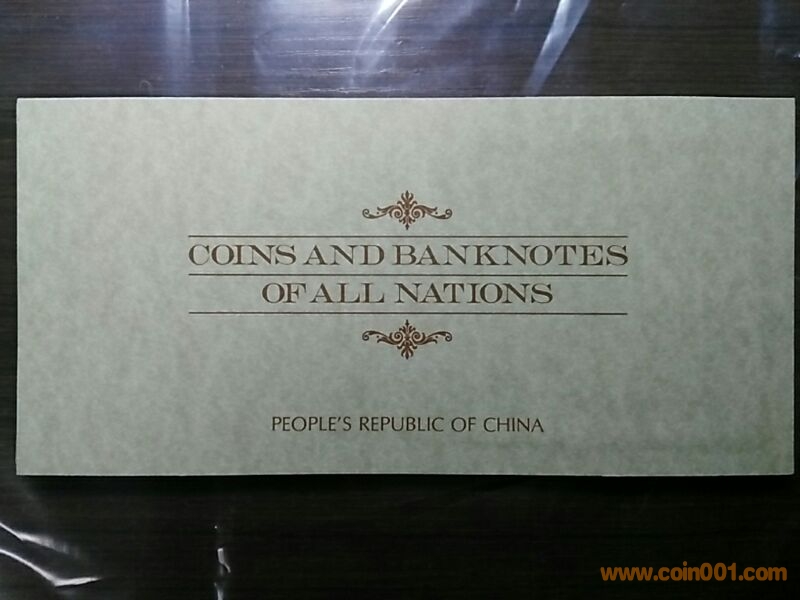 COINS AND BANKNOTES
OF ALL NATIONS
PEOPLE'S REPUBLIC OF CHINA
www.coin001.com